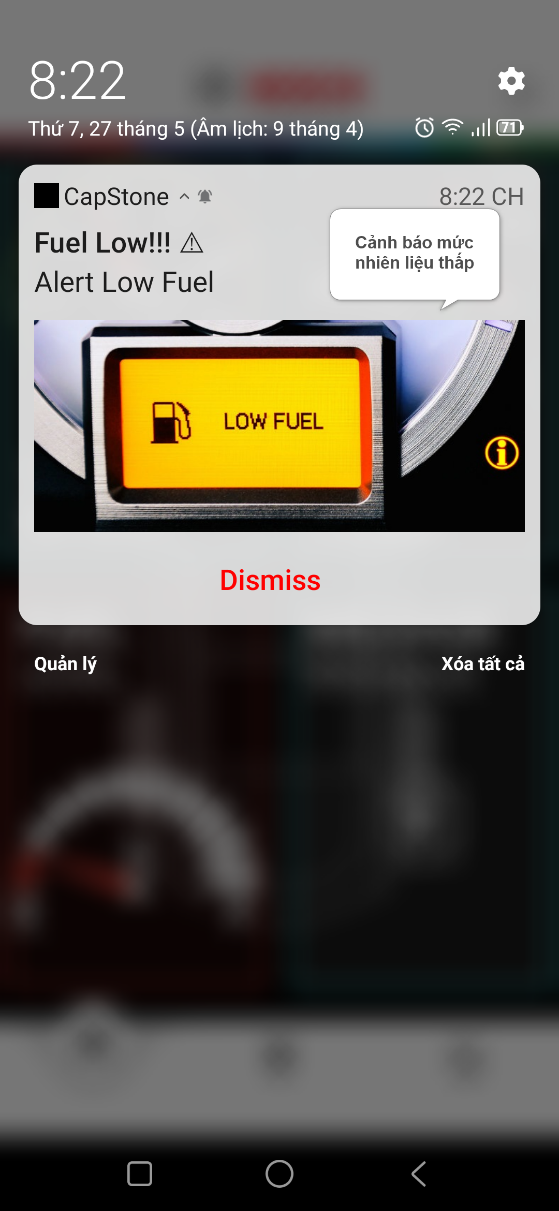 8:22
Thứ 7, 27 tháng 5 (Âm lịch: 9 tháng 4)
71
CapStone
8:22 CH
Fuel Low!!! ⚠
Alert Low Fuel
Cảnh báo mức
nhiên liệu thấp
LOW FUEL
Dismiss
Quản lý
Xóa tất cả